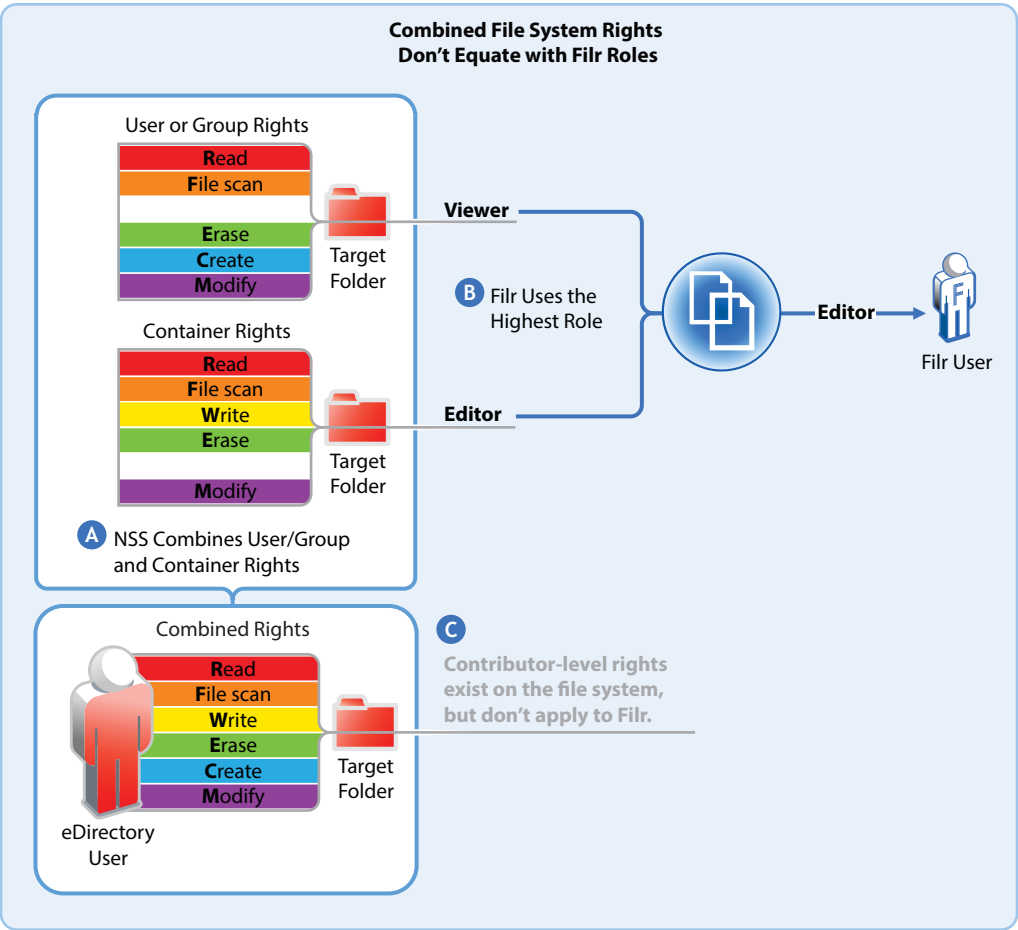 Combined File System Rights
Don’t Equate with Filr Roles
User or Group Rights
Read
File scan
Erase
Create
Modify
Target
Folder
Viewer
B
Filr Uses the
Highest Role
Editor
F
Filr User
Container Rights
Read
File scan
Write
Erase
Modify
Target
Folder
Editor
A
NSS Combines User/Group
and Container Rights
Combined Rights
Read
File scan
Write
Erase
Create
Modify
Target
Folder
eDirectory
User
C
Contributor-level rights
exist on the file system,
but don’t apply to Filr.